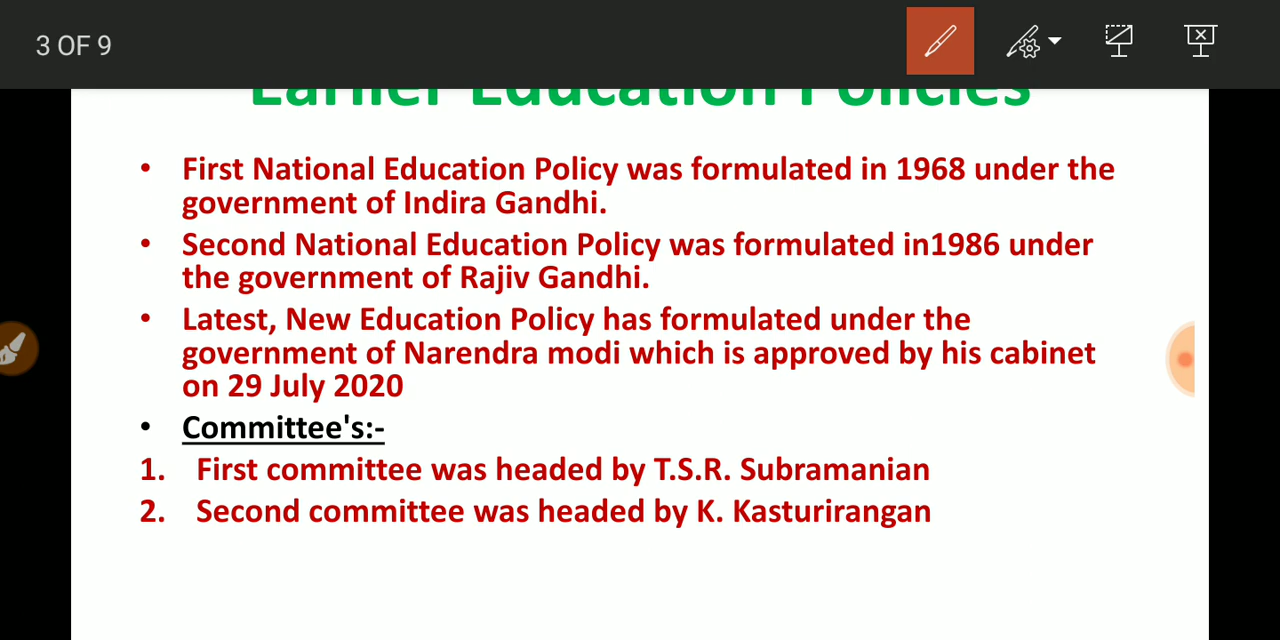 3 OF 9
Earlier Education Policies
• First National Education Policy was formulated in 1968 under the
government of Indira Gandhi.
• Second National Education Policy was formulated in1986 under
the government of Rajiv Gandhi.
• Latest, New Education Policy has formulated under the
government of Narendra modi which is approved by his cabinet
on 29 July 2020
• Committee's:-
1. First committee was headed by T.S.R. Subramanian
2. Second committee was headed by K. Kasturirangan